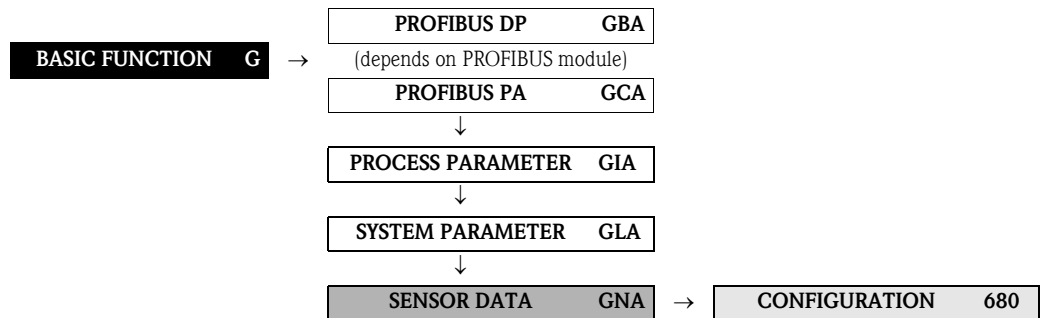 PROFIBUS DP GBA
BASIC FUNCTION G → (depends on PROFIBUS module)
PROFIBUS PA GCA
↓
PROCESS PARAMETER GIA
↓
SYSTEM PARAMETER GLA
↓
SENSOR DATA GNA → CONFIGURATION 680